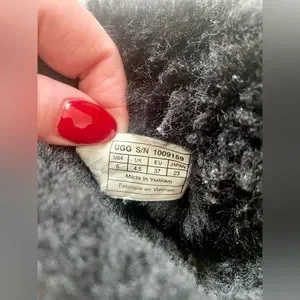 UGG S/N 1009159
USA UK EU JAPAN
6 4.5 37 23
Made in Vietnam
Fabriqué en Vietnam